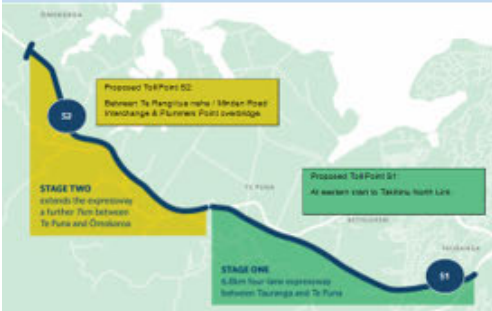 ŌMOKOROA
Proposed Toll Point S2:
Between Te Rangituanehe / Minden Road
Interchange & Plummers Point overbridge.
S2
STAGE TWO
extends the expressway
a further 7km between
Te Puna and Ōmokoroa
Proposed Toll Point S1:
At eastern start to Takitimu North Link.
TE PUNA
BETHLEHEM
TAURANGA
STAGE ONE
6.8km four-lane expressway
between Tauranga and Te Puna
S1